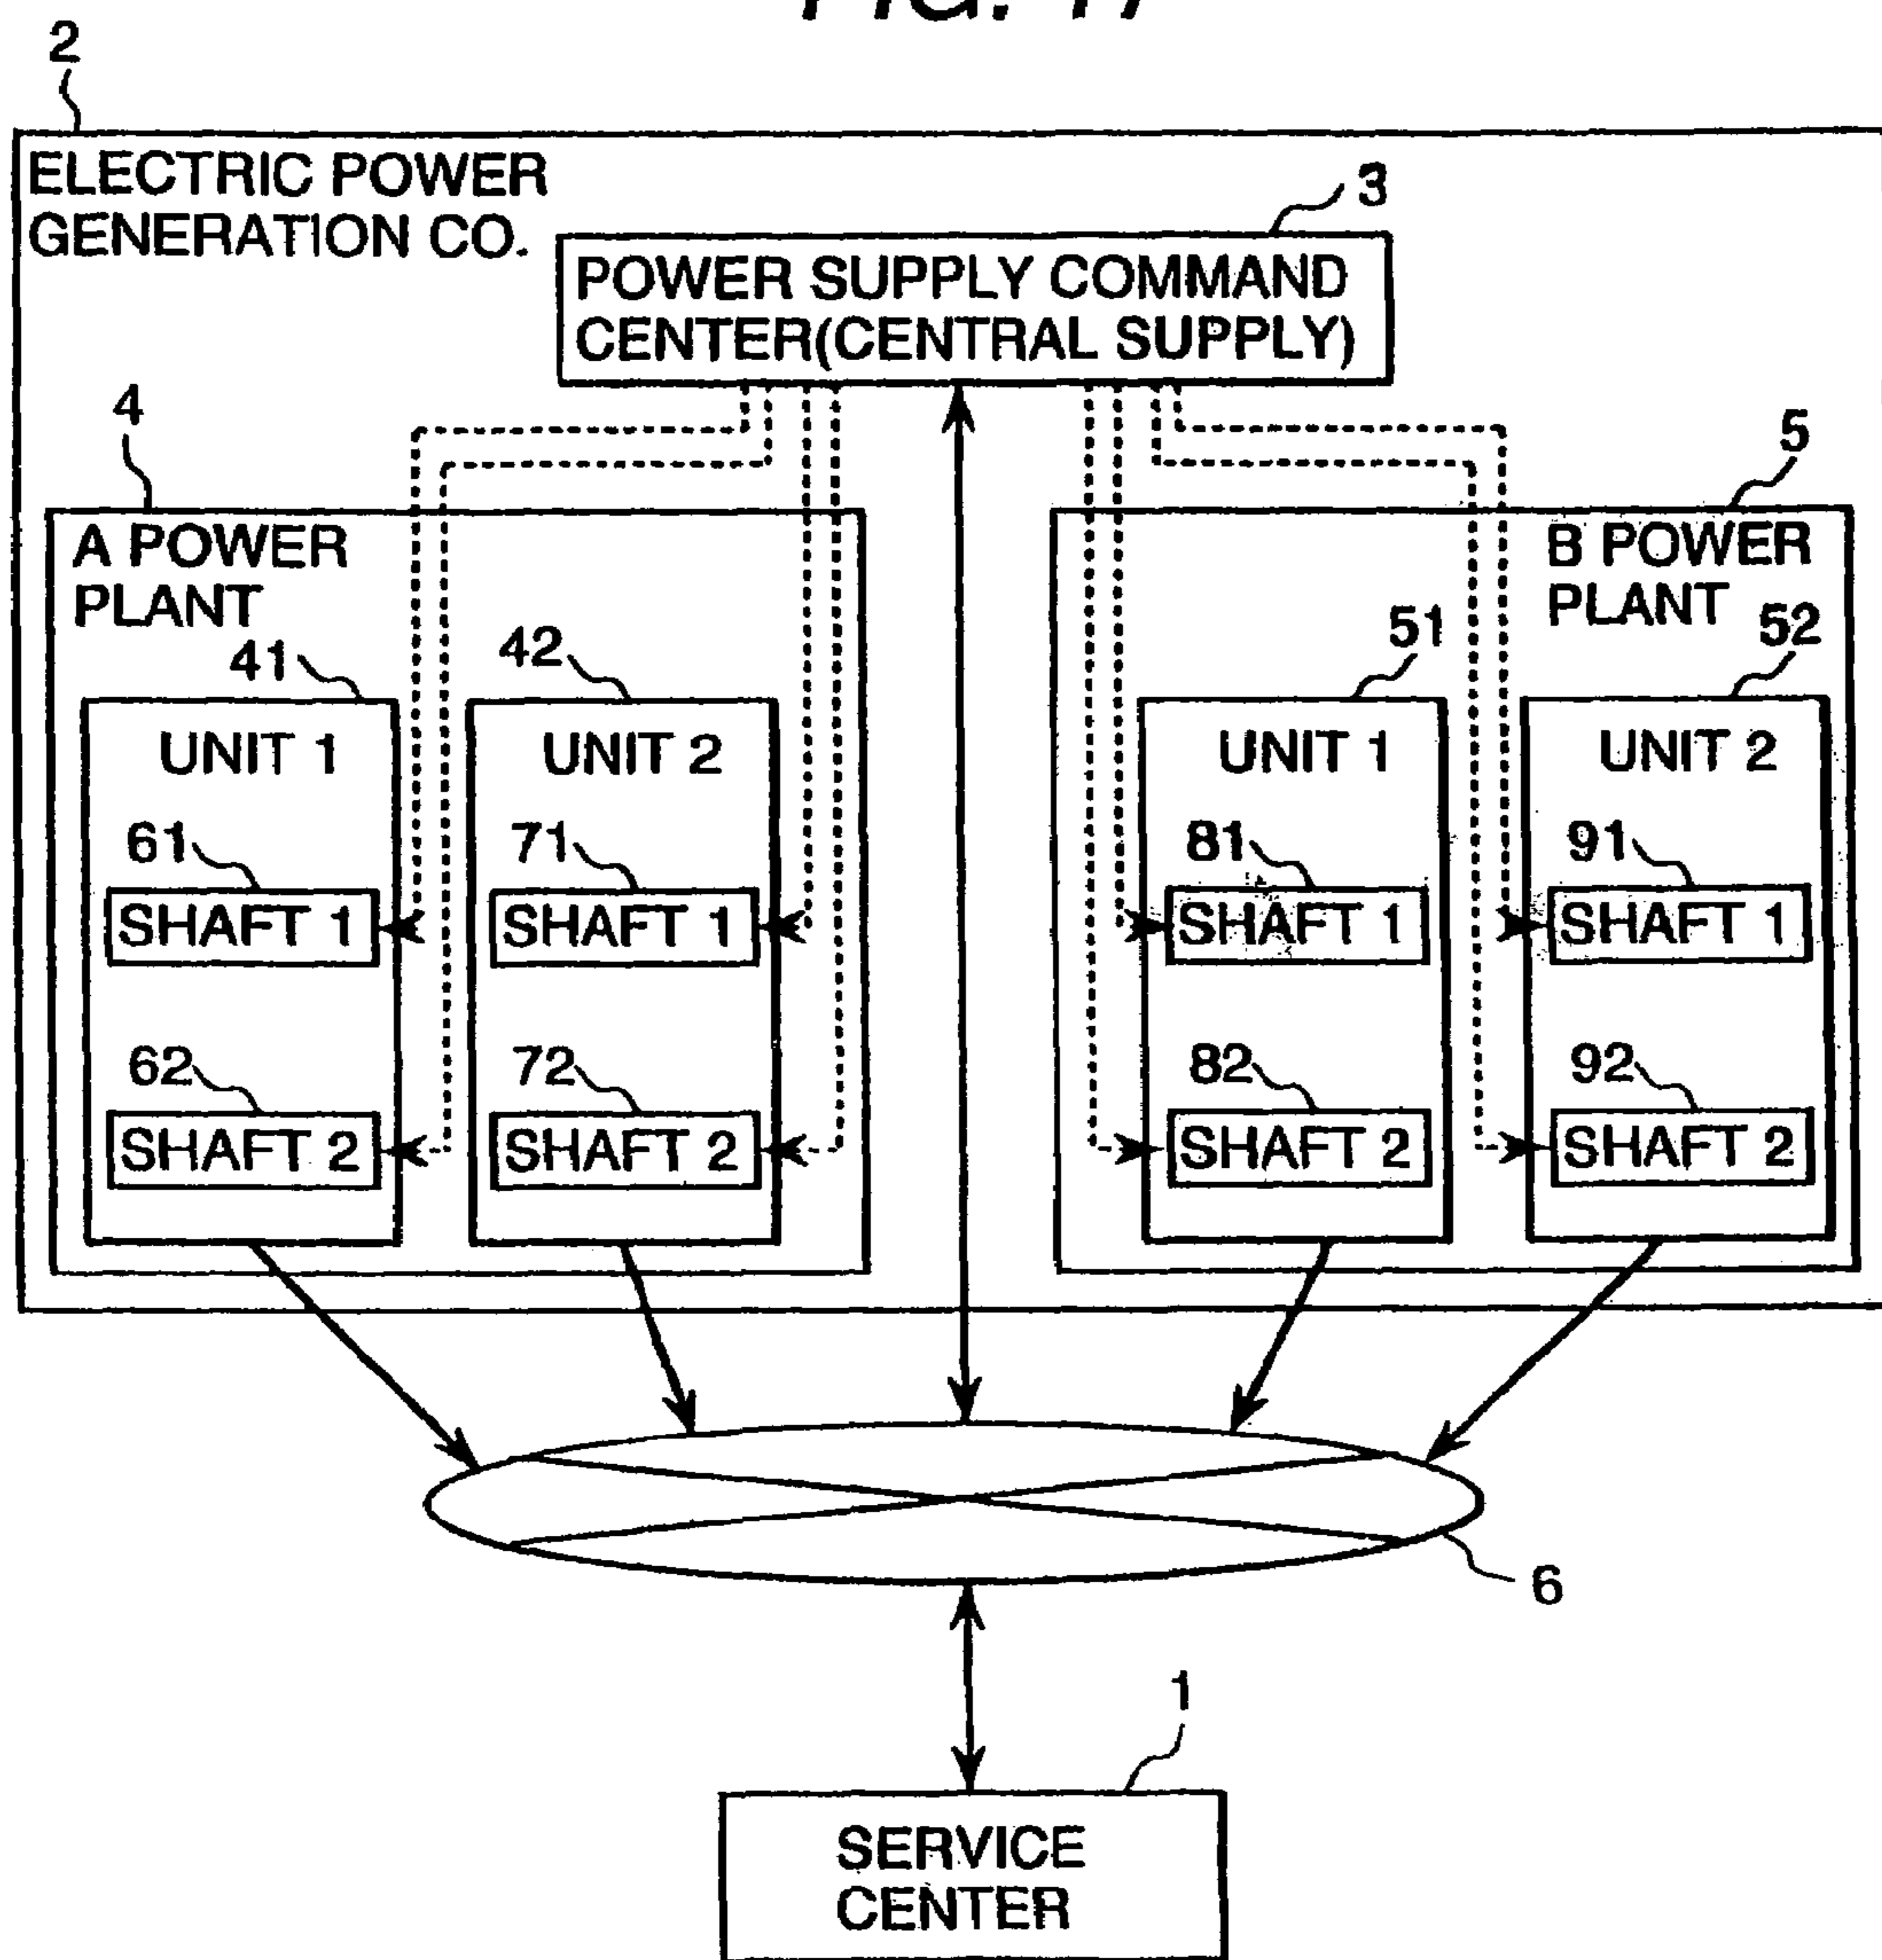 2
ELECTRIC POWER
GENERATION CO.
3
POWER SUPPLY COMMAND
CENTER(CENTRAL SUPPLY)
4
5
A POWER
PLANT
B POWER
PLANT
41
42
51
52
UNIT 1
UNIT 2
UNIT 1
UNIT 2
61
71
81
91
SHAFT 1
SHAFT 1
SHAFT 1
SHAFT 1
62
72
82
92
SHAFT 2
SHAFT 2
SHAFT 2
SHAFT 2
6
1
SERVICE
CENTER